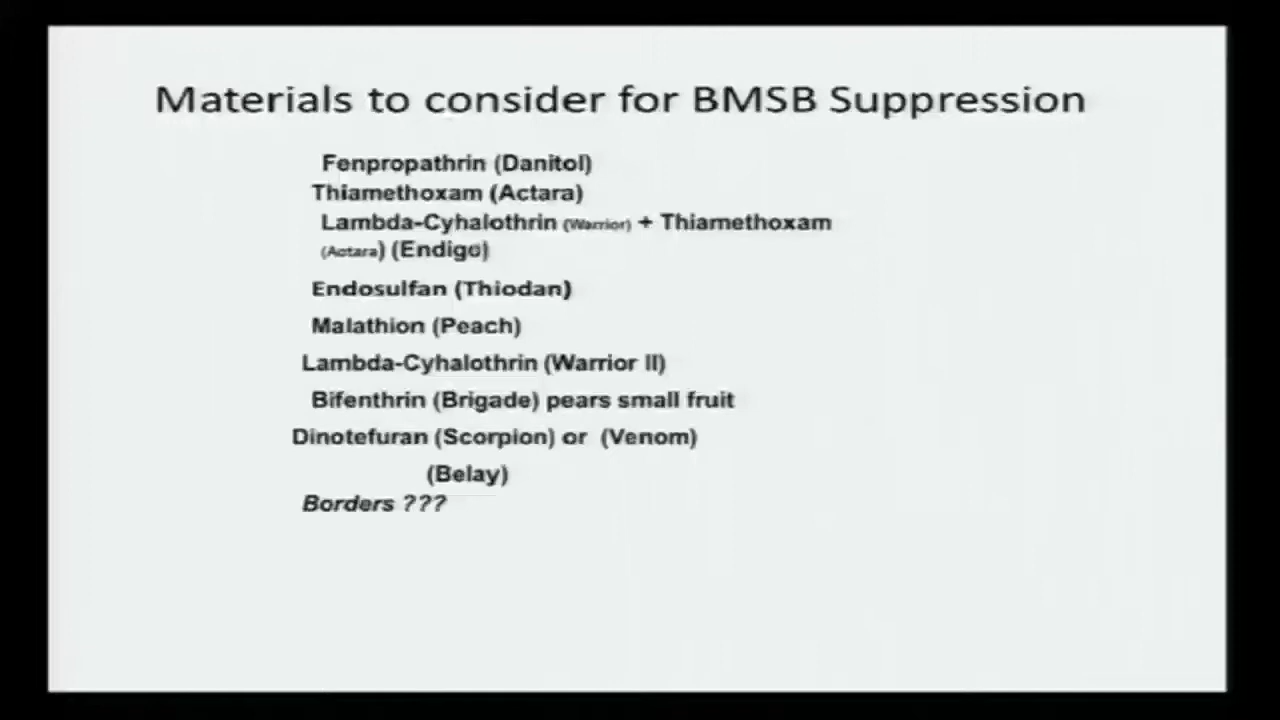 Materials to consider for BMSB Suppression
Fenpropathrin (Danitol)
Thiamethoxam (Actara)
Lambda-Cyhalothrin (Warrior) + Thiamethoxam
(Actara) (Endigo)
Endosulfan (Thiodan)
Malathion (Peach)
Lambda-Cyhalothrin (Warrior II)
Bifenthrin (Brigade) pears small fruit
Dinotefuran (Scorpion) or (Venom)
(Belay)
Borders ???